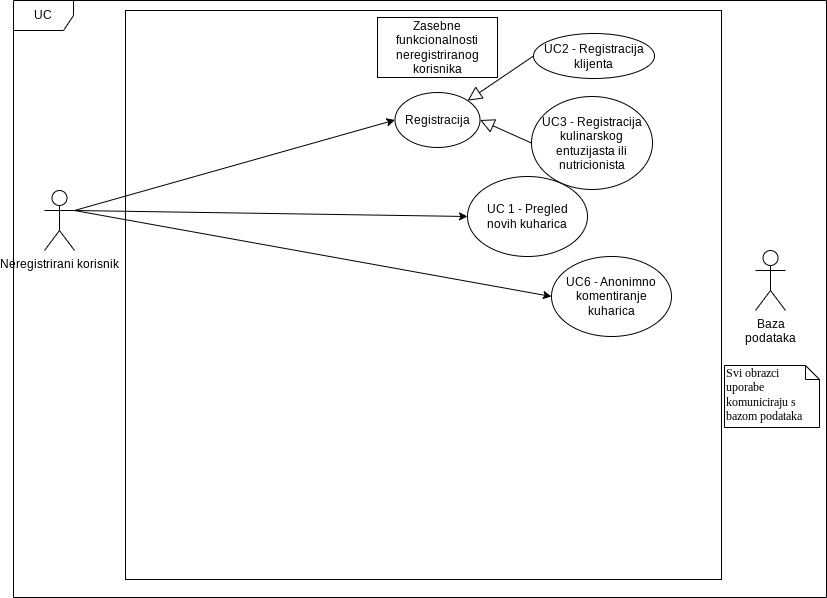 UC
Zasebne
funkcionalnosti
neregistriranog
korisnika
UC2 - Registracija
klijenta
Registracija
UC3 - Registracija
kulinarskog
entuzijasta ili
nutricionista
UC 1 - Pregled
novih kuharica
Neregistrirani korisnik
UC6 - Anonimno
komentiranje
kuharica
Baza
podataka
Svi obrazci
uporabe
komuniciraju s
bazom podataka